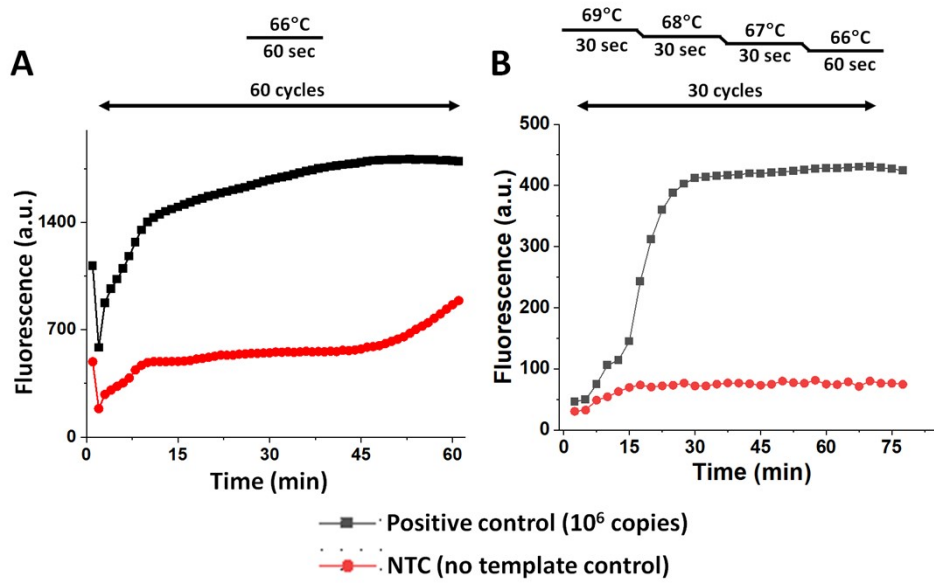 A
66°C
60 sec
60 cycles
Fluorescence (a.u.)
1400
700
0
0 15 30 45 60
Time (min)
B
69°C 68°C 67°C 66°C
30 sec 30 sec 30 sec 60 sec
30 cycles
Fluorescence (a.u.)
500
400
300
200
100
0
0 15 30 45 60 75
Time (min)
Positive control (10⁶ copies)
NTC (no template control)